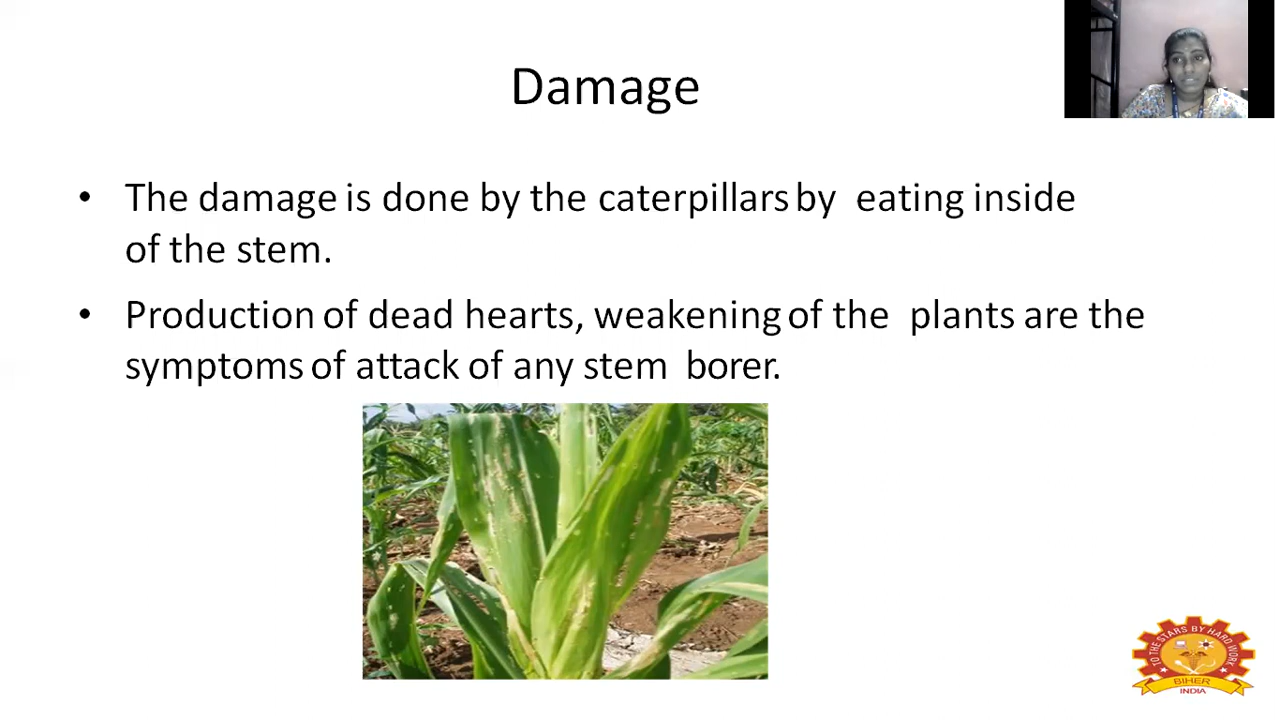 Damage
• The damage is done by the caterpillars by eating inside
of the stem.
• Production of dead hearts, weakening of the plants are the
symptoms of attack of any stem borer.
TO THE STARS BY HARD WORK
BIHER
INDIA